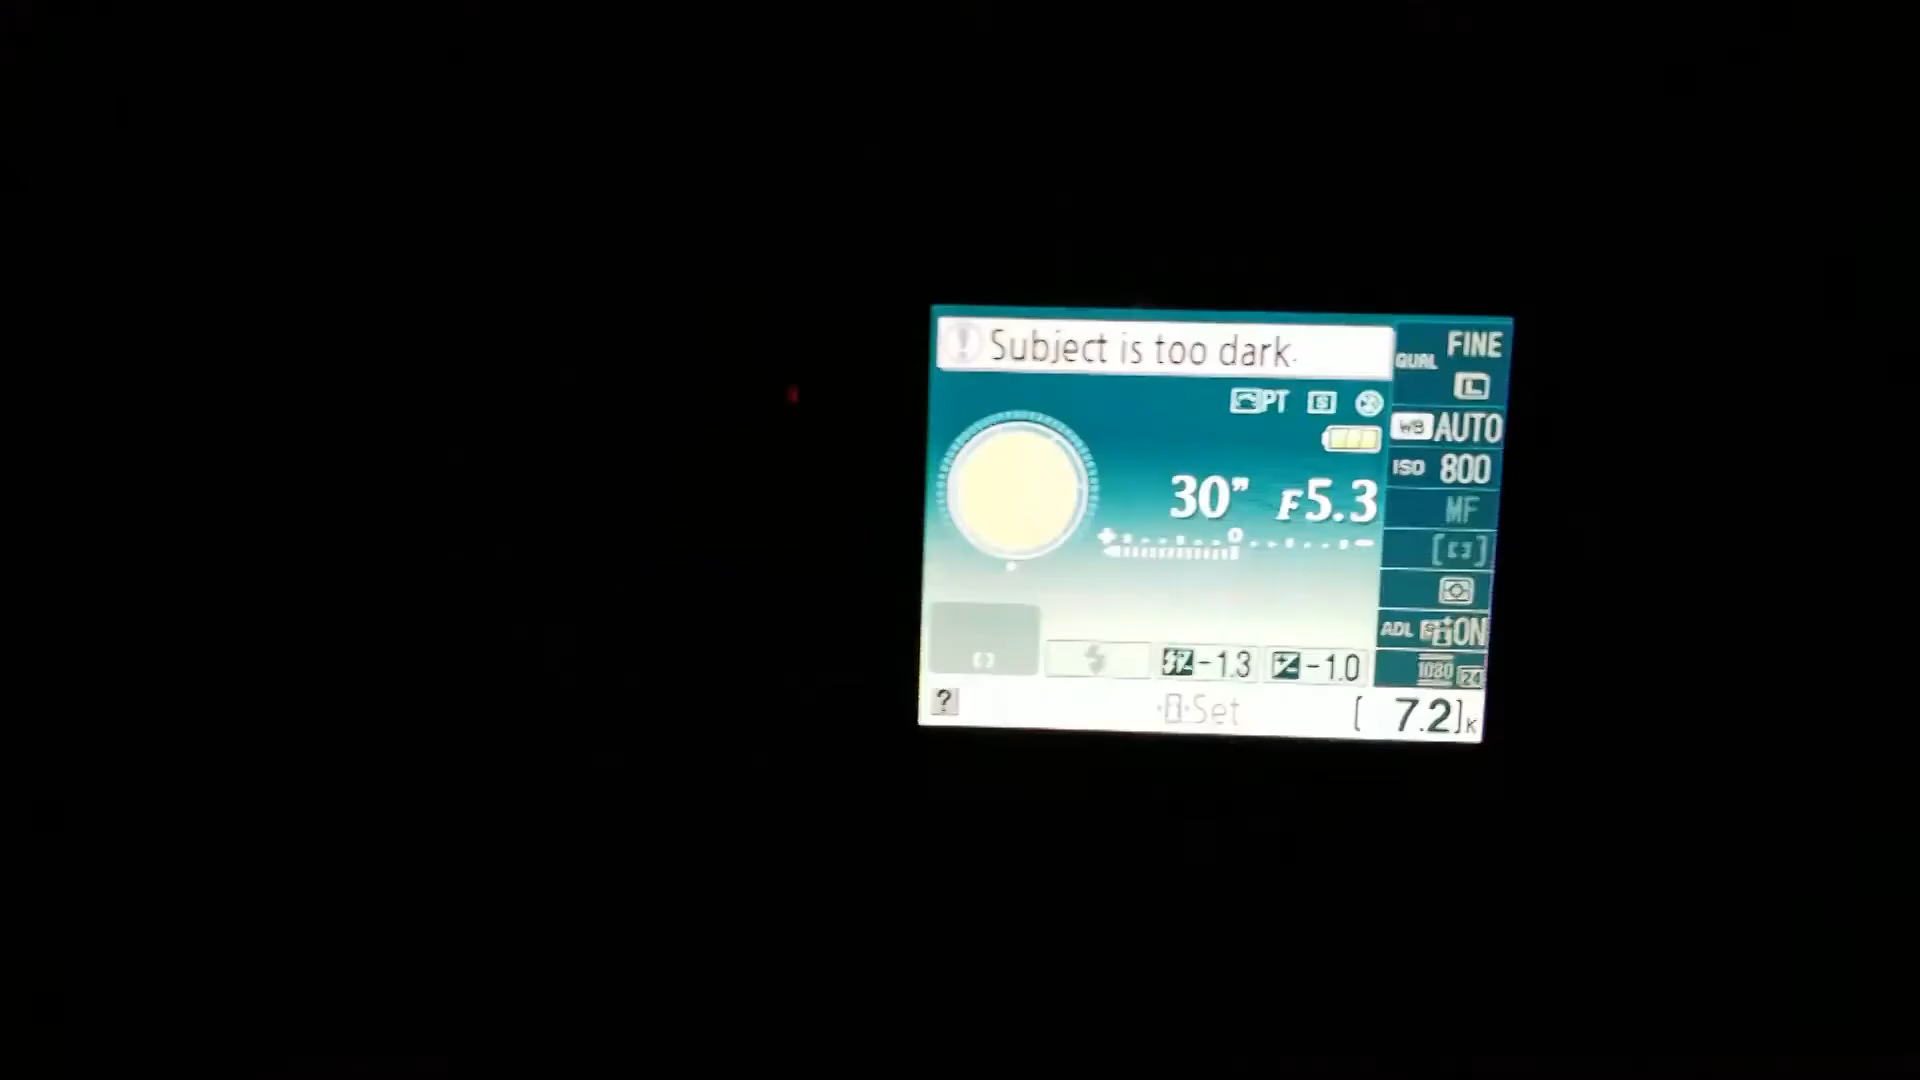 Subject is too dark.
QUAL FINE
L
PT S
WB AUTO
ISO 800
30” F5.3
MF
+ 0 -
ADL ON
-1.3 -1.0
1080 24
? i Set [ 7.2]K